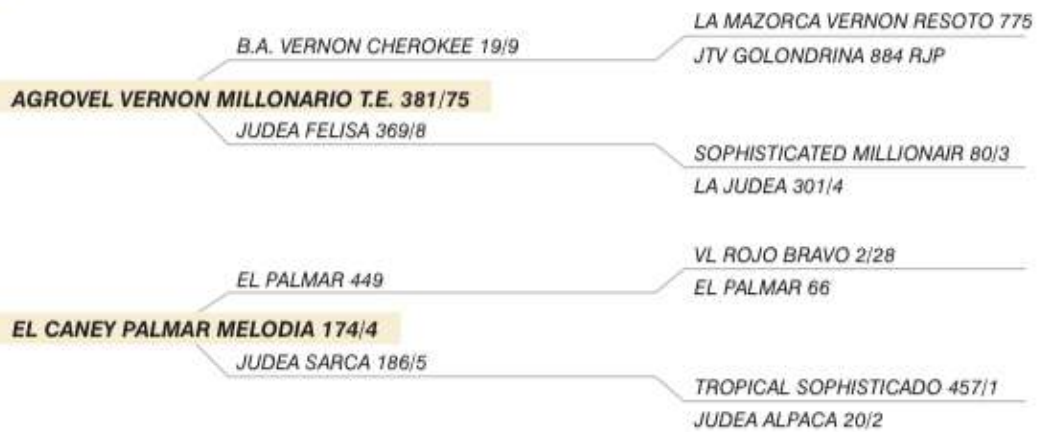 LA MAZORCA VERNON RESOTO 775
B.A. VERNON CHEROKEE 19/9
JTV GOLONDRINA 884 RJP
AGROVEL VERNON MILLONARIO T.E. 381/75
JUDEA FELISA 369/8
SOPHISTICATED MILLIONAIR 80/3
LA JUDEA 301/4
VL ROJO BRAVO 2/28
EL PALMAR 449
EL PALMAR 66
EL CANEY PALMAR MELODIA 174/4
JUDEA SARCA 186/5
TROPICAL SOPHISTICADO 457/1
JUDEA ALPACA 20/2